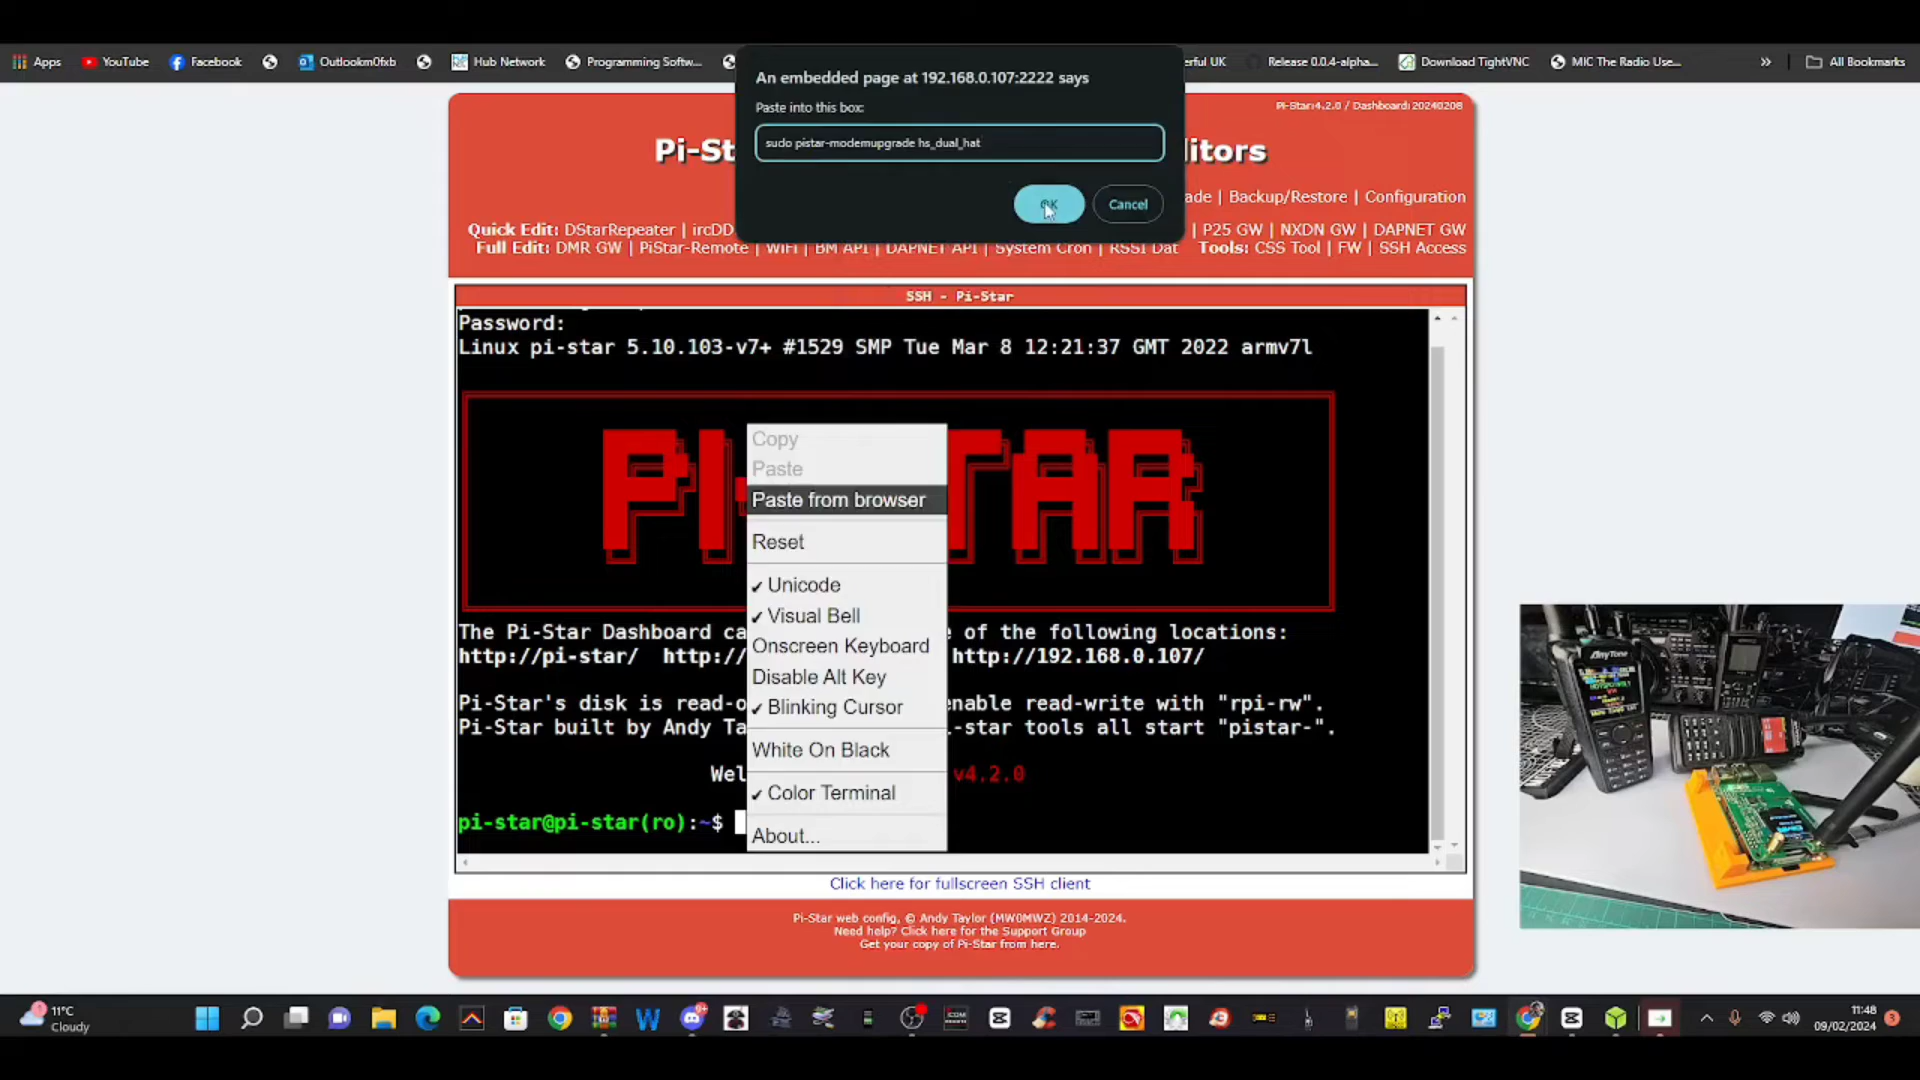 Apps YouTube Facebook Outlookm0fxb Hub Network Programming Softw... erful UK Release 0.0.4-alpha... Download TightVNC MIC The Radio Use... » All Bookmarks
An embedded page at 192.168.0.107:2222 says
Paste into this box:
sudo pistar-modemupgrade hs_dual_hat
OK Cancel
Pi-Star:4.2.0 / Dashboard: 20240208
Pi-St itors
ade | Backup/Restore | Configuration
Quick Edit: DStarRepeater | ircDD | P25 GW | NXDN GW | DAPNET GW
Full Edit: DMR GW | PiStar-Remote | WiFi | BM API | DAPNET API | System Cron | RSSI Dat Tools: CSS Tool | FW | SSH Access
SSH - Pi-Star
Password:
Linux pi-star 5.10.103-v7+ #1529 SMP Tue Mar 8 12:21:37 GMT 2022 armv7l
PI-STAR
Copy
Paste
Paste from browser
Reset
✓ Unicode
✓ Visual Bell
Onscreen Keyboard
Disable Alt Key
✓ Blinking Cursor
White On Black
✓ Color Terminal
About...
The Pi-Star Dashboard ca e of the following locations:
http://pi-star/ http:/ http://192.168.0.107/
Pi-Star's disk is read-o enable read-write with "rpi-rw".
Pi-Star built by Andy Ta -star tools all start "pistar-".
Wel v4.2.0
pi-star@pi-star(ro):~$
Click here for fullscreen SSH client
Pi-Star web config, © Andy Taylor (MW0MWZ) 2014-2024.
Need help? Click here for the Support Group
Get your copy of Pi-Star from here.
AnyTone
11°C
Cloudy
11:48
09/02/2024
3